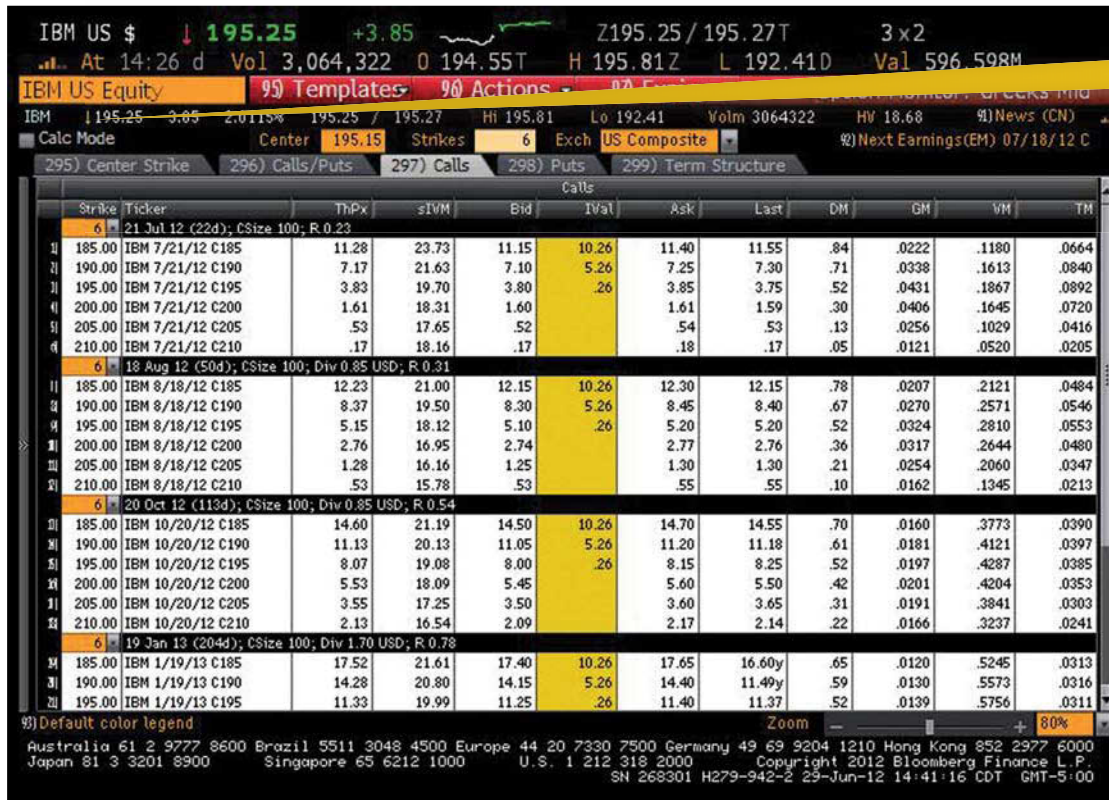 IBM US $ ↓ 195.25 +3.85 Z195.25/195.27T 3×2
At 14:26 d Vol 3,064,322 O 194.55T H 195.81Z L 192.41D Val 596.598M
IBM US Equity 95) Templates 96) Actions
IBM ↓195.25 3.85 2.0115% 195.25 / 195.27 Hi 195.81 Lo 192.41 Volm 3064322 HV 18.68 91)News (CN)
Calc Mode Center 195.15 Strikes 6 Exch US Composite 92)Next Earnings(EM) 07/18/12 C
295) Center Strike 296) Calls/Puts 297) Calls 298) Puts 299) Term Structure
Calls
Strike Ticker ThPx sIVM Bid IVal Ask Last DM GM VM TM
6 21 Jul 12 (22d); CSize 100; R 0.23
185.00 IBM 7/21/12 C185 11.28 23.73 11.15 10.26 11.40 11.55 .84 .0222 .1180 .0664
190.00 IBM 7/21/12 C190 7.17 21.63 7.10 5.26 7.25 7.30 .71 .0338 .1613 .0840
195.00 IBM 7/21/12 C195 3.83 19.70 3.80 .26 3.85 3.75 .52 .0431 .1867 .0892
200.00 IBM 7/21/12 C200 1.61 18.31 1.60 1.61 1.59 .30 .0406 .1645 .0720
205.00 IBM 7/21/12 C205 .53 17.65 .52 .54 .53 .13 .0256 .1029 .0416
210.00 IBM 7/21/12 C210 .17 18.16 .17 .18 .17 .05 .0121 .0520 .0205
6 18 Aug 12 (50d); CSize 100; Div 0.85 USD; R 0.31
185.00 IBM 8/18/12 C185 12.23 21.00 12.15 10.26 12.30 12.15 .78 .0207 .2121 .0484
190.00 IBM 8/18/12 C190 8.37 19.50 8.30 5.26 8.45 8.40 .67 .0270 .2571 .0546
195.00 IBM 8/18/12 C195 5.15 18.12 5.10 .26 5.20 5.20 .52 .0324 .2810 .0553
200.00 IBM 8/18/12 C200 2.76 16.95 2.74 2.77 2.76 .36 .0317 .2644 .0480
205.00 IBM 8/18/12 C205 1.28 16.16 1.25 1.30 1.30 .21 .0254 .2060 .0347
210.00 IBM 8/18/12 C210 .53 15.78 .53 .55 .55 .10 .0162 .1345 .0213
6 20 Oct 12 (113d); CSize 100; Div 0.85 USD; R 0.54
185.00 IBM 10/20/12 C185 14.60 21.19 14.50 10.26 14.70 14.55 .70 .0160 .3773 .0390
190.00 IBM 10/20/12 C190 11.13 20.13 11.05 5.26 11.20 11.18 .61 .0181 .4121 .0397
195.00 IBM 10/20/12 C195 8.07 19.08 8.00 .26 8.15 8.25 .52 .0197 .4287 .0385
200.00 IBM 10/20/12 C200 5.53 18.09 5.45 5.60 5.50 .42 .0201 .4204 .0353
205.00 IBM 10/20/12 C205 3.55 17.25 3.50 3.60 3.65 .31 .0191 .3841 .0303
210.00 IBM 10/20/12 C210 2.13 16.54 2.09 2.17 2.14 .22 .0166 .3237 .0241
6 19 Jan 13 (204d); CSize 100; Div 1.70 USD; R 0.78
185.00 IBM 1/19/13 C185 17.52 21.61 17.40 10.26 17.65 16.60y .65 .0120 .5245 .0313
190.00 IBM 1/19/13 C190 14.28 20.80 14.15 5.26 14.40 11.49y .59 .0130 .5573 .0316
195.00 IBM 1/19/13 C195 11.33 19.99 11.25 .26 11.40 11.37 .52 .0139 .5756 .0311
93)Default color legend Zoom − + 80%
Australia 61 2 9777 8600 Brazil 5511 3048 4500 Europe 44 20 7330 7500 Germany 49 69 9204 1210 Hong Kong 852 2977 6000
Japan 81 3 3201 8900 Singapore 65 6212 1000 U.S. 1 212 318 2000 Copyright 2012 Bloomberg Finance L.P.
SN 268301 H279-942-2 29-Jun-12 14:41:16 CDT GMT-5:00